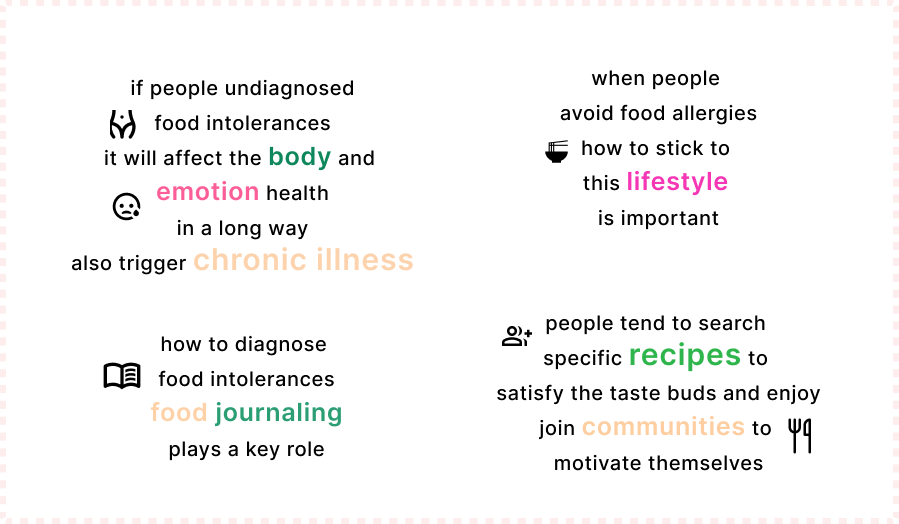 if people undiagnosed
food intolerances
it will affect the body and
emotion health
in a long way
also trigger chronic illness
when people
avoid food allergies
how to stick to
this lifestyle
is important
how to diagnose
food intolerances
food journaling
plays a key role
people tend to search
specific recipes to
satisfy the taste buds and enjoy
join communities to
motivate themselves